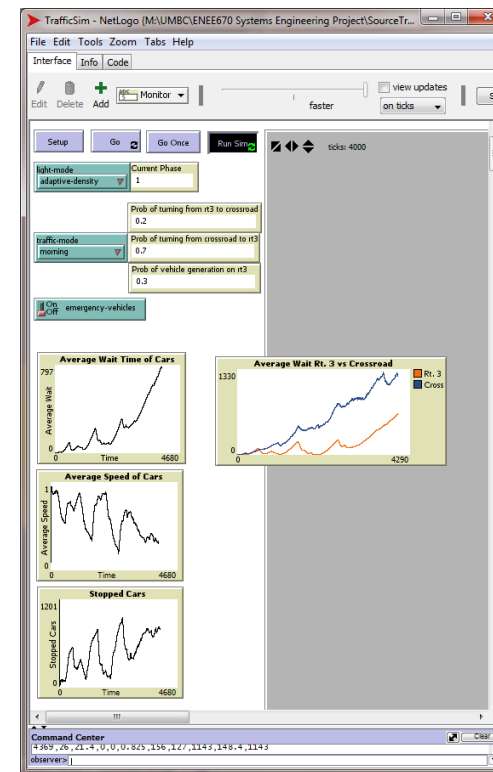 TrafficSim - NetLogo {M:\UMBC\ENEE670 Systems Engineering Project\SourceTr...
File Edit Tools Zoom Tabs Help
Interface Info Code
Edit Delete Add
abc
Monitor
faster
view updates
on ticks
Setup Go Go Once Run Sim
ticks: 4000
light-mode
adaptive-density
Current Phase
1
Prob of turning from rt3 to crossroad
0.2
traffic-mode
morning
Prob of turning from crossroad to rt3
0.7
Prob of vehicle generation on rt3
0.3
On
Off
emergency-vehicles
Average Wait Time of Cars
797
Average Wait
0
0 Time 4680
Average Wait Rt. 3 vs Crossroad
1330
0
0 4290
Rt. 3
Cross
Average Speed of Cars
1
Average Speed
0
0 Time 4680
Stopped Cars
1201
Stopped Cars
0
0 Time 4680
Command Center
Clear
4369,26,21.4,0,0,0.825,156,127,1143,148.4,1143
observer>